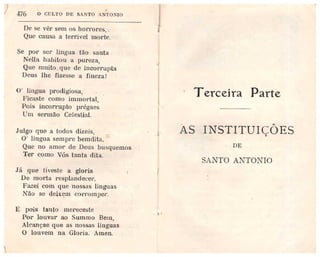 476 O CULTO DE SANTO ANTONIO
De se vêr sem os horrores,
Que causa a terrivel morte.
Se por ser lingua tão santa
Nella habitou a pureza,
Que muito, que de incorrupta
Deus lhe fizesse a fineza!
O' lingua prodigiosa,
Ficaste como immortal,
Pois incorrupto prégaes
Um sermão Celestial.
Julgo que a todos dizeis,
O' lingua sempre bemdita,
Que no amor de Deus busquemos
Ter como Vós tanta dita.
Já que tiveste a gloria
De morta resplandecer,
Fazei com que nossas linguas
Não se deixem corromper.
E pois tanto mereceste
Por louvar ao Summo Bem,
Alcançae que as nossas linguas
O louvem na Gloria. Amen.
Terceira Parte
AS INSTITUIÇÕES
DE
SANTO ANTONIO